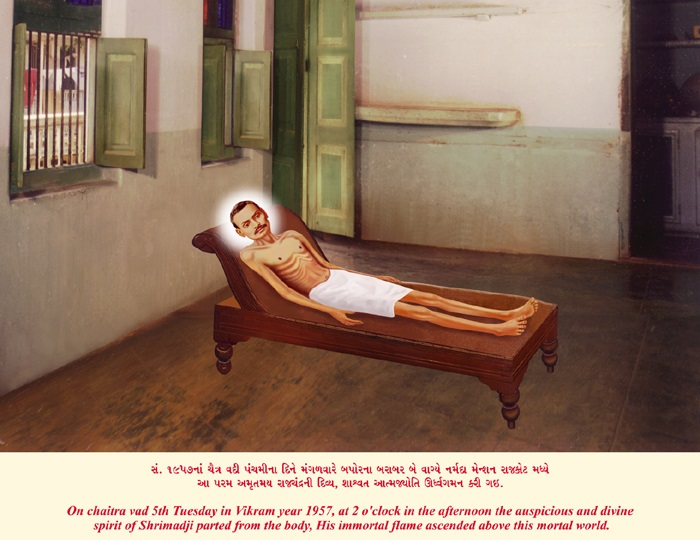 સં. ૧૯૫૭નાં ચૈત્ર વદી પંચમીના દિને મંગળવારે બપોરના બરાબર બે વાગ્યે નર્મદા મેન્શન રાજકોટ મધ્યે
આ પરમ અમૃતમય રાજચંદ્રની દિવ્ય, શાશ્વત આત્મજ્યોતિ ઊર્ધ્વગમન કરી ગઇ.
On chaitra vad 5th Tuesday in Vikram year 1957, at 2 o'clock in the afternoon the auspicious and divine
spirit of Shrimadji parted from the body, His immortal flame ascended above this mortal world.